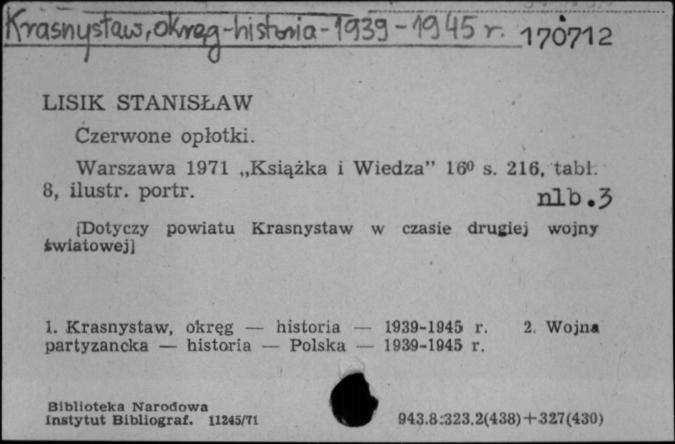 Krasnystaw, okręg-historia-1939-1945 r. 170712
LISIK STANISŁAW
Czerwone opłotki.
Warszawa 1971 „Książka i Wiedza” 16⁰ s. 216, tabl.
8, ilustr. portr.
nlb.3
[Dotyczy powiatu Krasnystaw w czasie drugiej wojny
światowej]
1. Krasnystaw, okręg — historia — 1939-1945 r. 2. Wojna
partyzancka — historia — Polska — 1939-1945 r.
Biblioteka Narodowa
Instytut Bibliograf. 11245/71
943.8:323.2(438)+327(430)